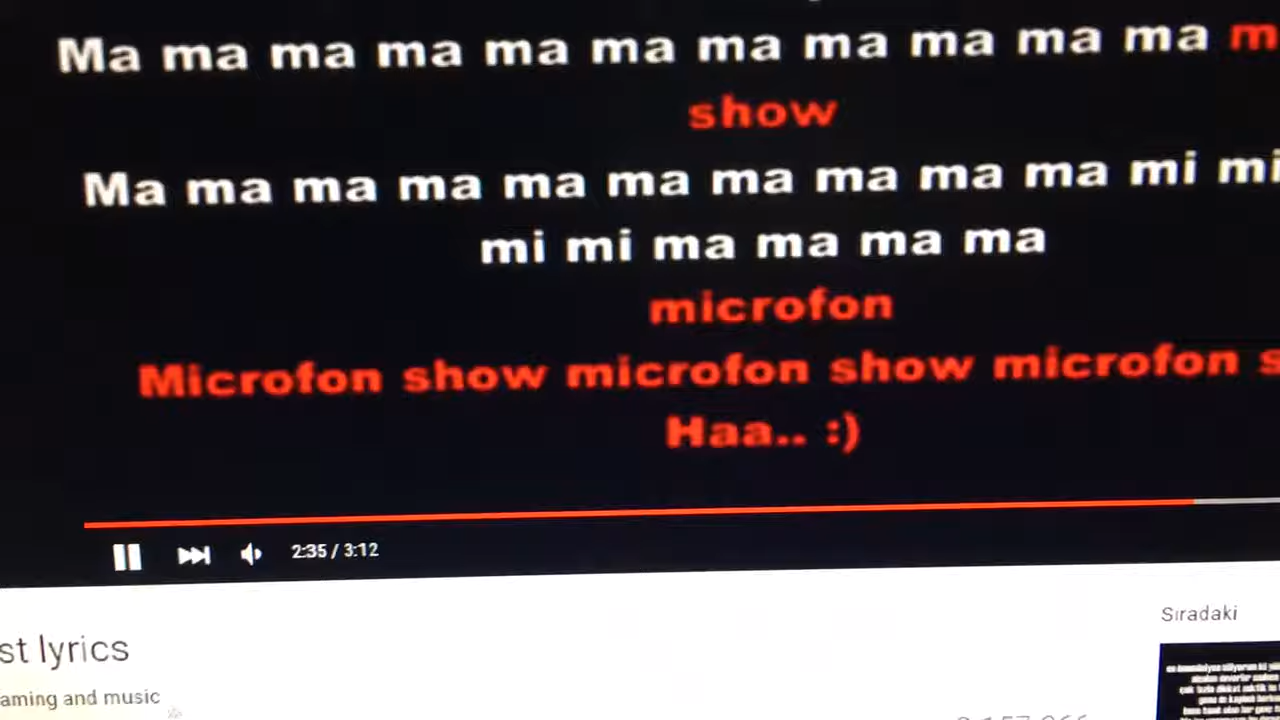 Ma ma ma ma ma ma ma ma ma ma ma
show
Ma ma ma ma ma ma ma ma ma ma mi mi
mi mi ma ma ma ma
microfon
Microfon show microfon show microfon
Haa.. :)
2:35 / 3:12
Sıradaki
st lyrics
aming and music